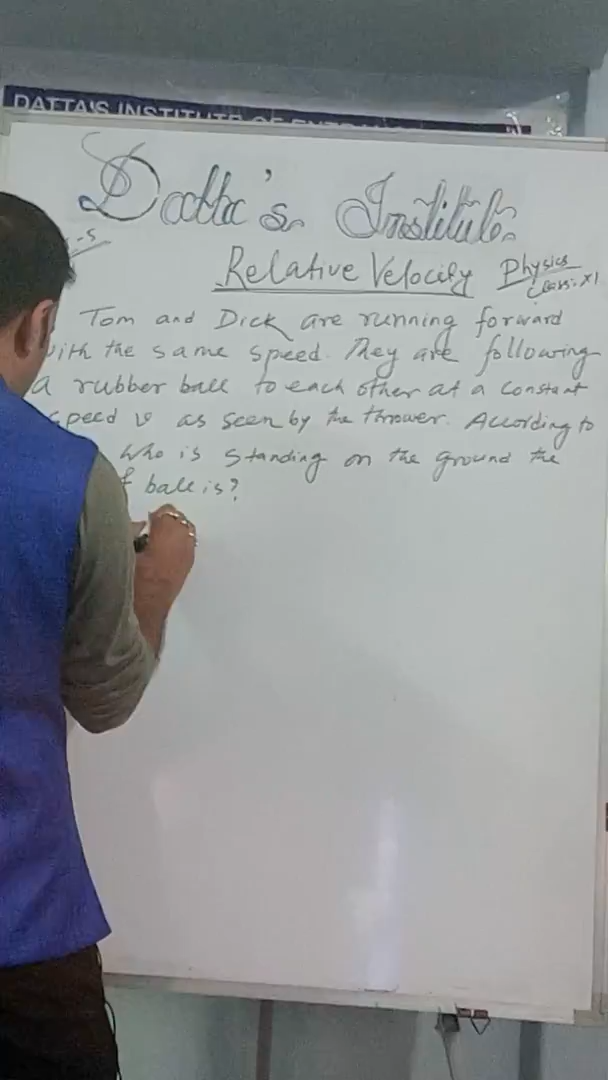 DATTA'S INSTITUTE OF
Datta's Institute
Relative Velocity
Physics
Class: XI
Tom and Dick are running forward
with the same speed. They are following
a rubber ball to each other at a constant
speed v as seen by the thrower. According to
who is standing on the ground the
of ball is?